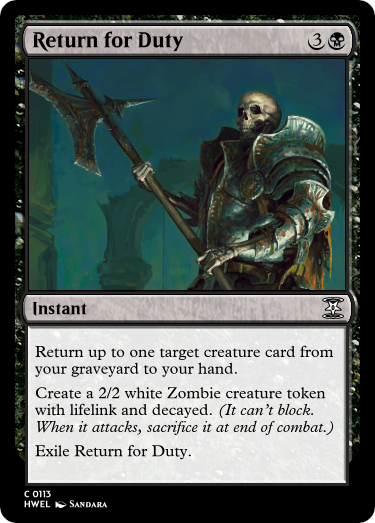 Return for Duty 3
Instant
Return up to one target creature card from
your graveyard to your hand.
Create a 2/2 white Zombie creature token
with lifelink and decayed. (It can't block.
When it attacks, sacrifice it at end of combat.)
Exile Return for Duty.
C 0113
HWEL Sandara